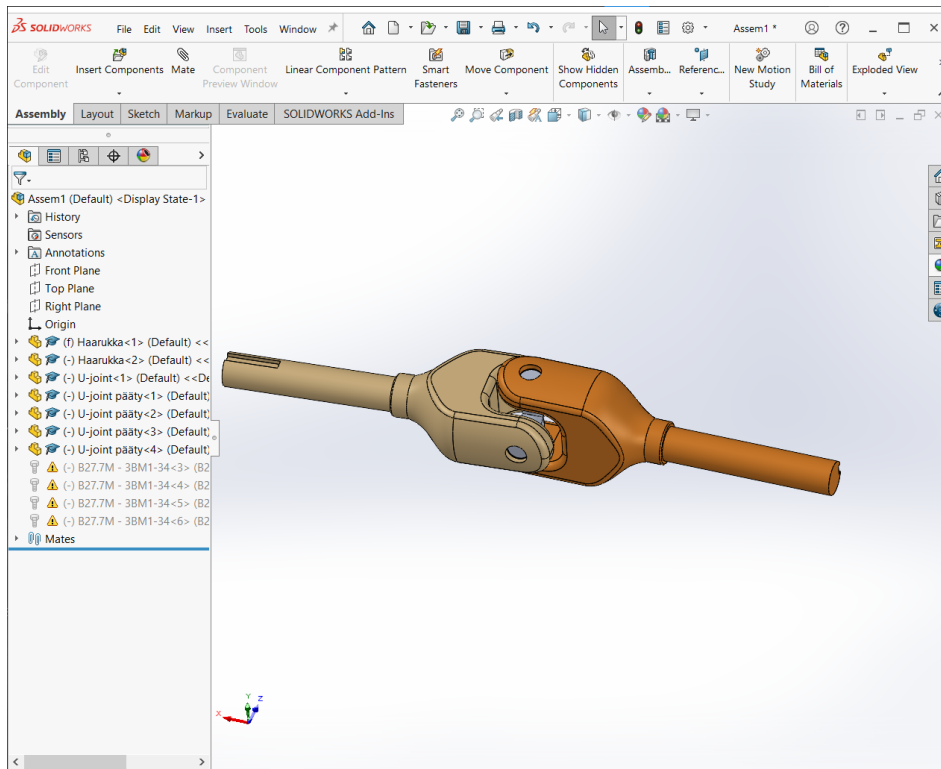 SOLIDWORKS File Edit View Insert Tools Window Assem1 *
Edit Component
Insert Components
Mate
Component Preview Window
Linear Component Pattern
Smart Fasteners
Move Component
Show Hidden Components
Assemb...
Referenc...
New Motion Study
Bill of Materials
Exploded View
Assembly Layout Sketch Markup Evaluate SOLIDWORKS Add-Ins
Assem1 (Default) <Display State-1>
History
Sensors
Annotations
Front Plane
Top Plane
Right Plane
Origin
(f) Haarukka<1> (Default) <<
(-) Haarukka<2> (Default) <<
(-) U-joint<1> (Default) <<De
(-) U-joint pääty<1> (Default)
(-) U-joint pääty<2> (Default)
(-) U-joint pääty<3> (Default)
(-) U-joint pääty<4> (Default)
(-) B27.7M - 3BM1-34<3> (B2
(-) B27.7M - 3BM1-34<4> (B2
(-) B27.7M - 3BM1-34<5> (B2
(-) B27.7M - 3BM1-34<6> (B2
Mates
Y
Z
X